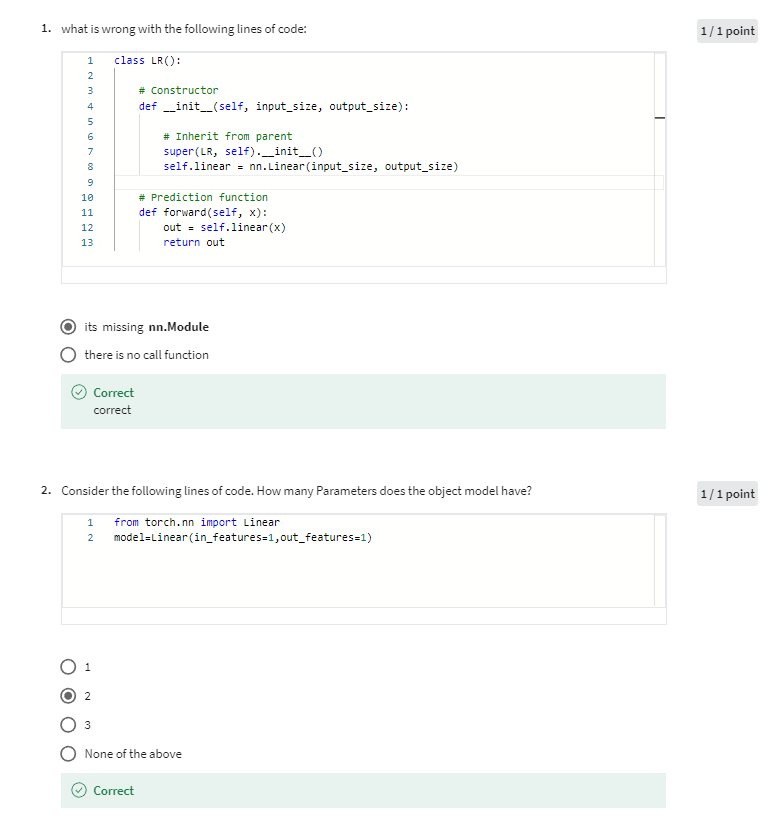 1. what is wrong with the following lines of code:
1 / 1 point
1 class LR():
2
3 # Constructor
4 def __init__(self, input_size, output_size):
5
6 # Inherit from parent
7 super(LR, self).__init__()
8 self.linear = nn.Linear(input_size, output_size)
9
10 # Prediction function
11 def forward(self, x):
12 out = self.linear(x)
13 return out
its missing nn.Module
there is no call function
Correct
correct
2. Consider the following lines of code. How many Parameters does the object model have?
1 / 1 point
1 from torch.nn import Linear
2 model=Linear(in_features=1,out_features=1)
1
2
3
None of the above
Correct